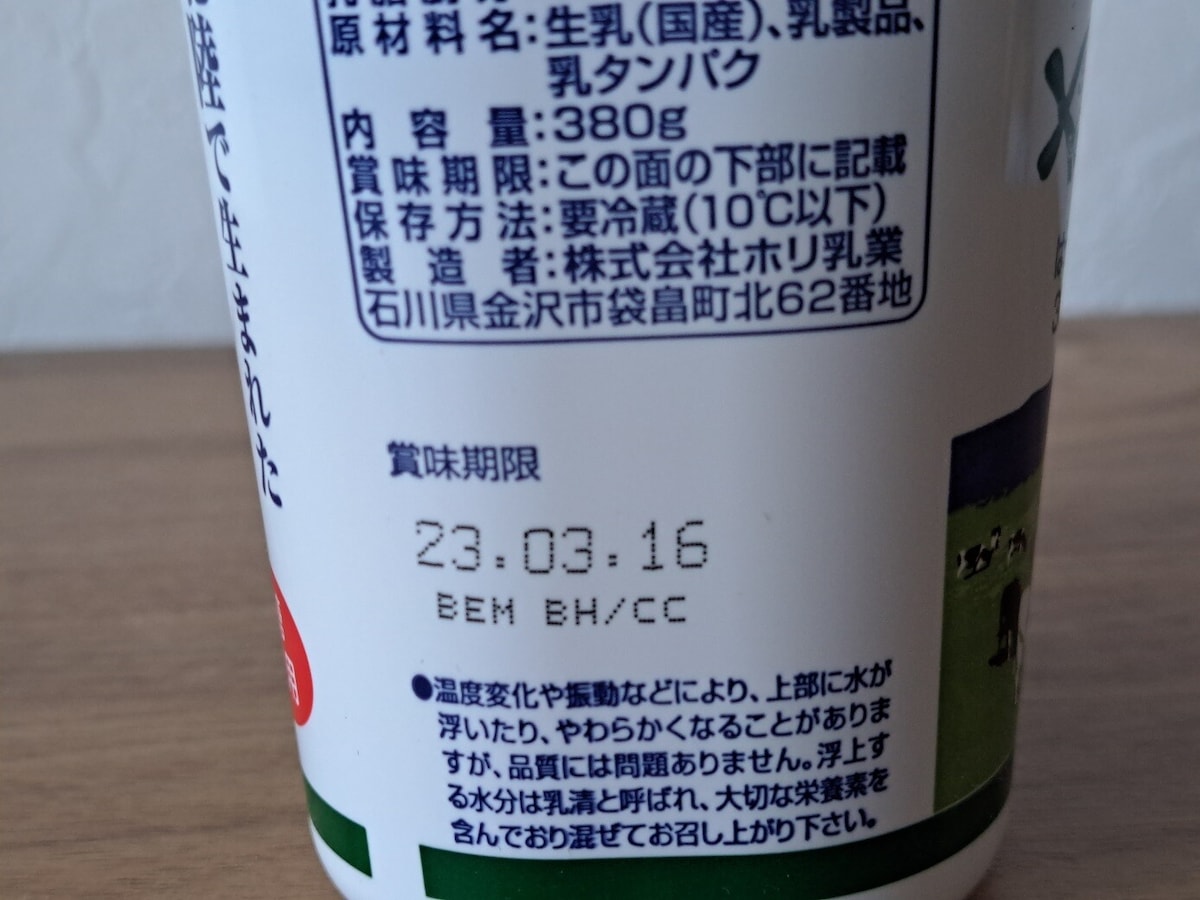 陸で生まれた
原材料名：生乳（国産）、乳製品、
乳タンパク
内容量：380g
賞味期限：この面の下部に記載
保存方法：要冷蔵（10℃以下）
製造者：株式会社ホリ乳業
石川県金沢市袋畠町北62番地
賞味期限
23.03.16
BEM BH/CC
●温度変化や振動などにより、上部に水が
浮いたり、やわらかくなることがありま
すが、品質には問題ありません。浮上す
る水分は乳清と呼ばれ、大切な栄養素を
含んでおり混ぜてお召し上がり下さい。